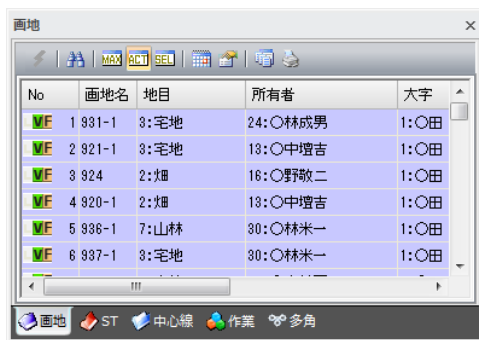 画地
MAX ACT SEL
No 画地名 地目 所有者 大字
VF 1 931-1 3:宅地 24:○林成男 1:○田
VF 2 921-1 3:宅地 13:○中壇吉 1:○田
VF 3 924 2:畑 16:○野敬二 1:○田
VF 4 920-1 2:畑 13:○中壇吉 1:○田
VF 5 936-1 7:山林 30:○林米一 1:○田
VF 6 937-1 3:宅地 30:○林米一 1:○田
画地 ST 中心線 作業 多角